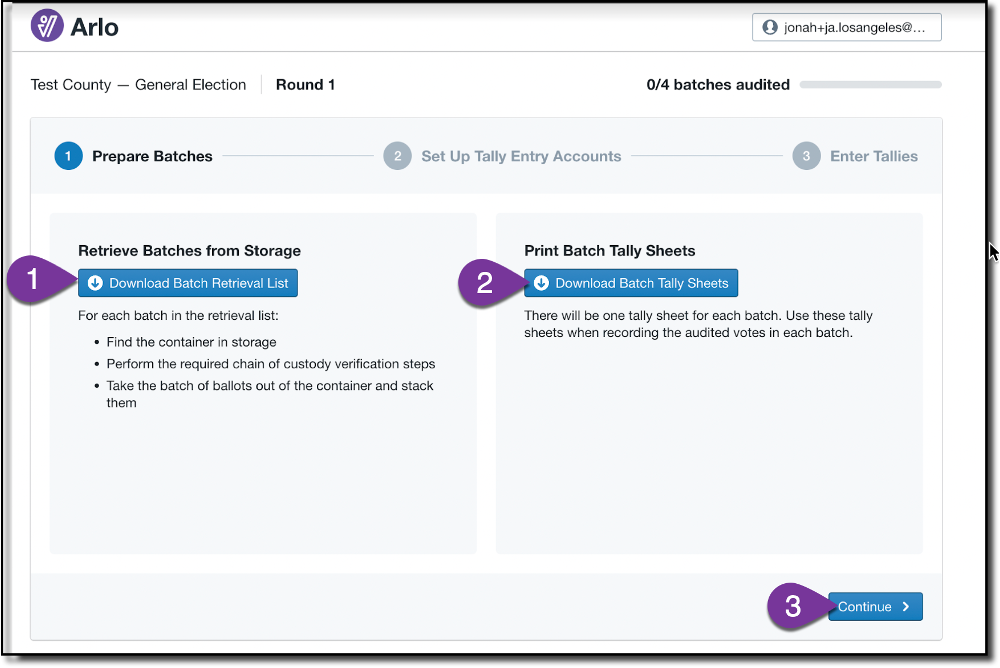 Arlo
jonah+ja.losangeles@...
Test County — General Election
Round 1
0/4 batches audited
1 Prepare Batches
2 Set Up Tally Entry Accounts
3 Enter Tallies
Retrieve Batches from Storage
1
Download Batch Retrieval List
For each batch in the retrieval list:
• Find the container in storage
• Perform the required chain of custody verification steps
• Take the batch of ballots out of the container and stack
them
Print Batch Tally Sheets
2
Download Batch Tally Sheets
There will be one tally sheet for each batch. Use these tally
sheets when recording the audited votes in each batch.
3
Continue